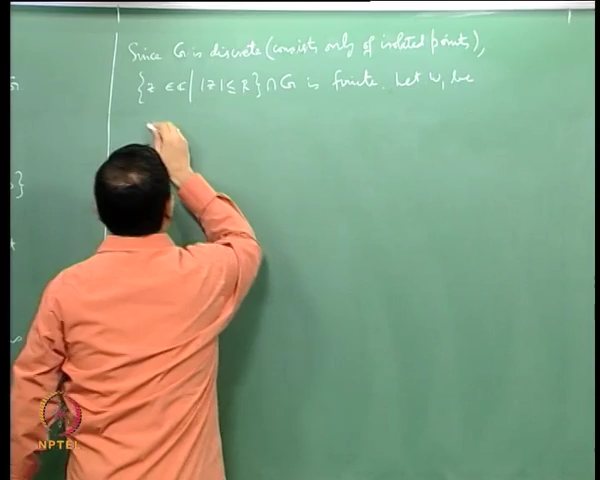 Since G is discrete (consists only of isolated points),
{z ∈ ℂ | |z| ≤ R} ∩ G is finite. Let ω₁ be
NPTEL